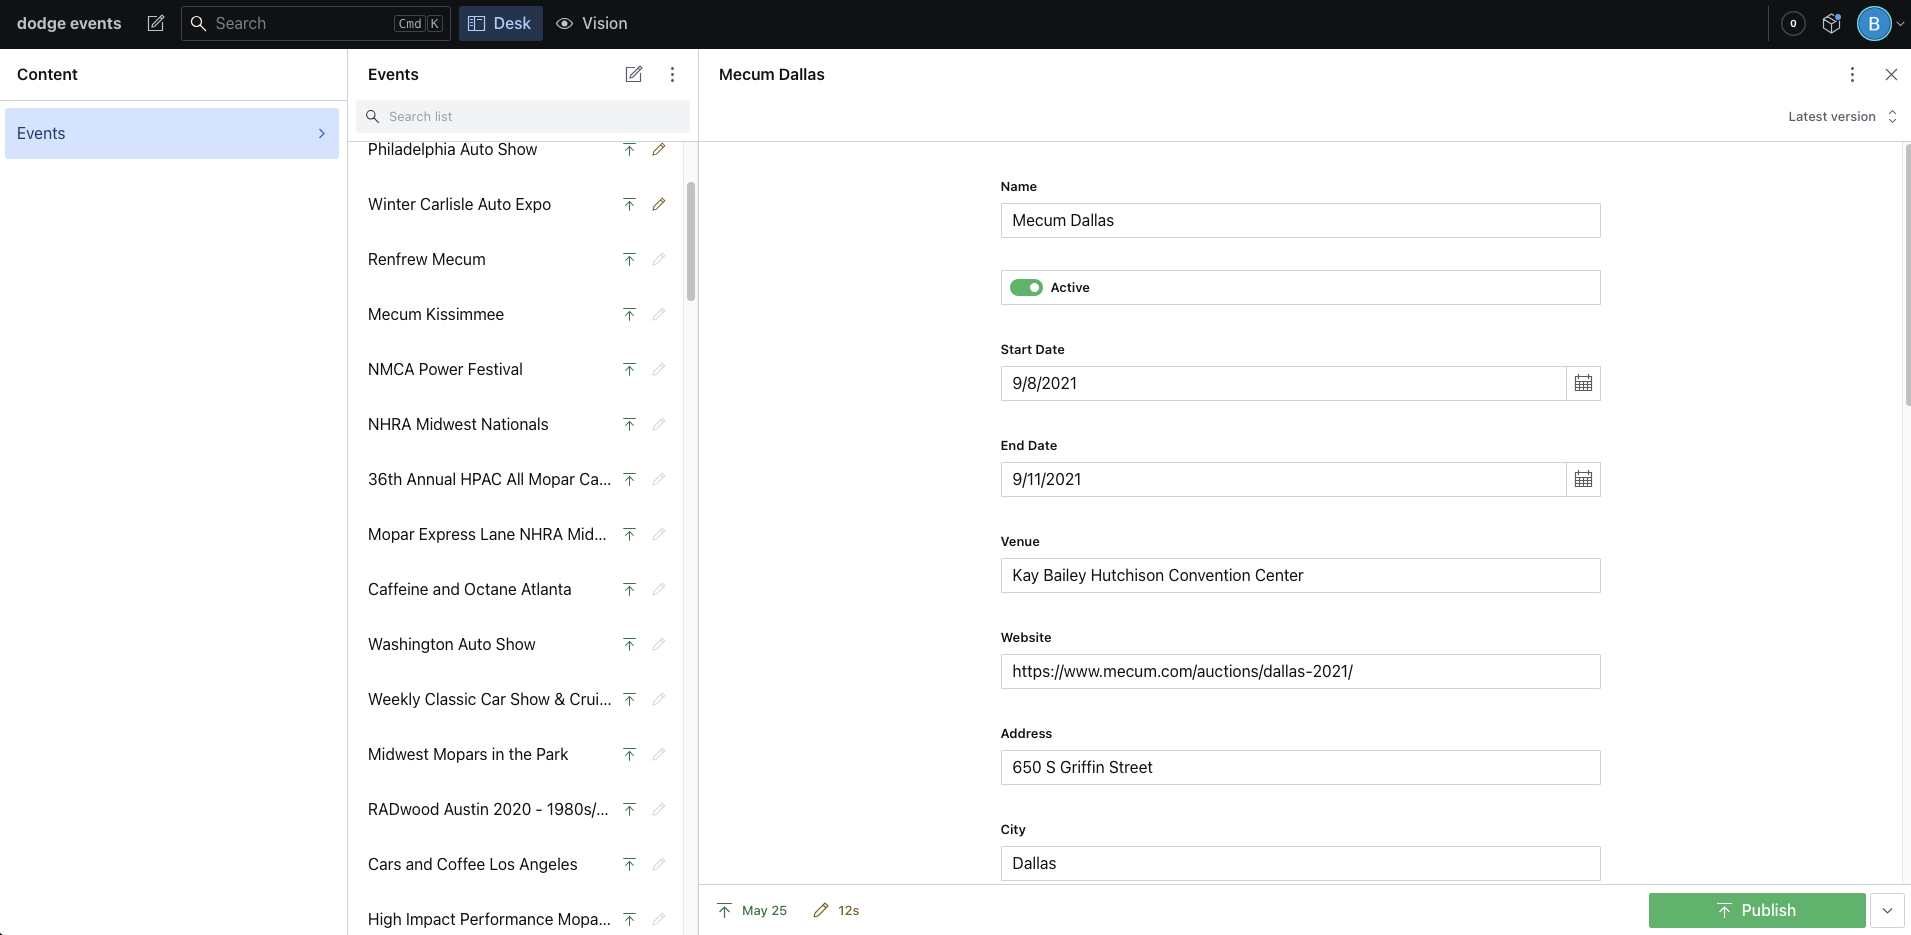 dodge events
Search
Cmd K
Desk
Vision
0
B
Content
Events
Events
Search list
Philadelphia Auto Show
Winter Carlisle Auto Expo
Renfrew Mecum
Mecum Kissimmee
NMCA Power Festival
NHRA Midwest Nationals
36th Annual HPAC All Mopar Ca...
Mopar Express Lane NHRA Mid...
Caffeine and Octane Atlanta
Washington Auto Show
Weekly Classic Car Show & Crui...
Midwest Mopars in the Park
RADwood Austin 2020 - 1980s/...
Cars and Coffee Los Angeles
High Impact Performance Mopa...
Mecum Dallas
Latest version
Name
Mecum Dallas
Active
Start Date
9/8/2021
End Date
9/11/2021
Venue
Kay Bailey Hutchison Convention Center
Website
https://www.mecum.com/auctions/dallas-2021/
Address
650 S Griffin Street
City
Dallas
May 25
12s
Publish